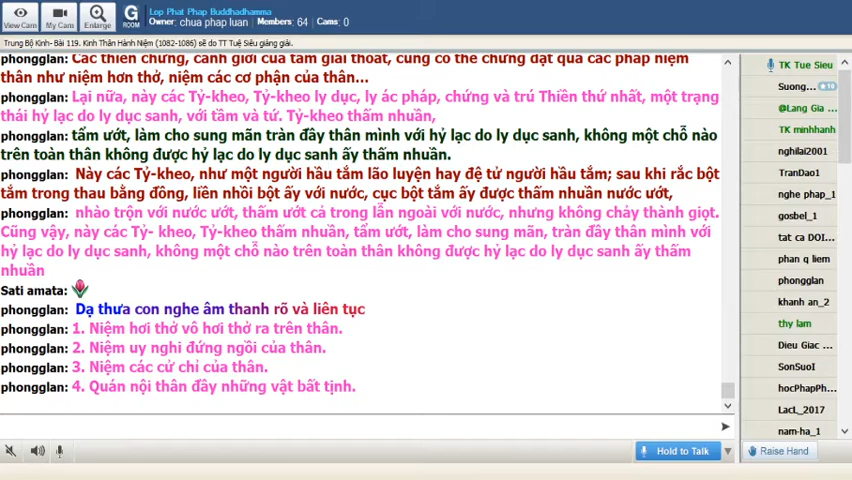 Lop Phat Phap Buddhadhamma
Owner: chua phap luan Members: 64 Cams: 0
View Cam
My Cam
Enlarge
G
ROOM
Trung Bộ Kinh- Bài 119. Kinh Thân Hành Niệm (1082-1086) sẽ do TT Tuệ Siêu giảng giải.
phongglan: Các thiền chứng, cảnh giới của tâm giải thoát, cũng có thể chứng đạt qua các pháp niệm
thân như niệm hơn thở, niệm các cơ phận của thân...
phongglan: Lại nữa, này các Tỷ-kheo, Tỷ-kheo ly dục, ly ác pháp, chứng và trú Thiền thứ nhất, một trạng
thái hỷ lạc do ly dục sanh, với tầm và tứ. Tỷ-kheo thấm nhuần,
phongglan: tẩm ướt, làm cho sung mãn tràn đầy thân mình với hỷ lạc do ly dục sanh, không một chỗ nào
trên toàn thân không được hỷ lạc do ly dục sanh ấy thấm nhuần.
phongglan: Này các Tỷ-kheo, như một người hầu tắm lão luyện hay đệ tử người hầu tắm; sau khi rắc bột
tắm trong thau bằng đồng, liền nhồi bột ấy với nước, cục bột tắm ấy được thấm nhuần nước ướt,
phongglan: nhào trộn với nước ướt, thấm ướt cả trong lẫn ngoài với nước, nhưng không chảy thành giọt.
Cũng vậy, này các Tỷ- kheo, Tỷ-kheo thấm nhuần, tẩm ướt, làm cho sung mãn, tràn đầy thân mình với
hỷ lạc do ly dục sanh, không một chỗ nào trên toàn thân không được hỷ lạc do ly dục sanh ấy thấm
nhuần
Sati amata:
phongglan: Dạ thưa con nghe âm thanh rõ và liên tục
phongglan: 1. Niệm hơi thở vô hơi thở ra trên thân.
phongglan: 2. Niệm uy nghi đứng ngồi của thân.
phongglan: 3. Niệm các cử chỉ của thân.
phongglan: 4. Quán nội thân đầy những vật bất tịnh.
Hold to Talk
TK Tue Sieu
Suong...
@Lang Gia ...
TK minhhanh
nghilai2001
TranDao1
nghe phap_1
gosbel_1
tat ca DOI...
phan q liem
phongglan
khanh an_2
thy lam
Dieu Giac ...
SonSuoI
hocPhapPh...
LacL_2017
nam-ha_1
Raise Hand